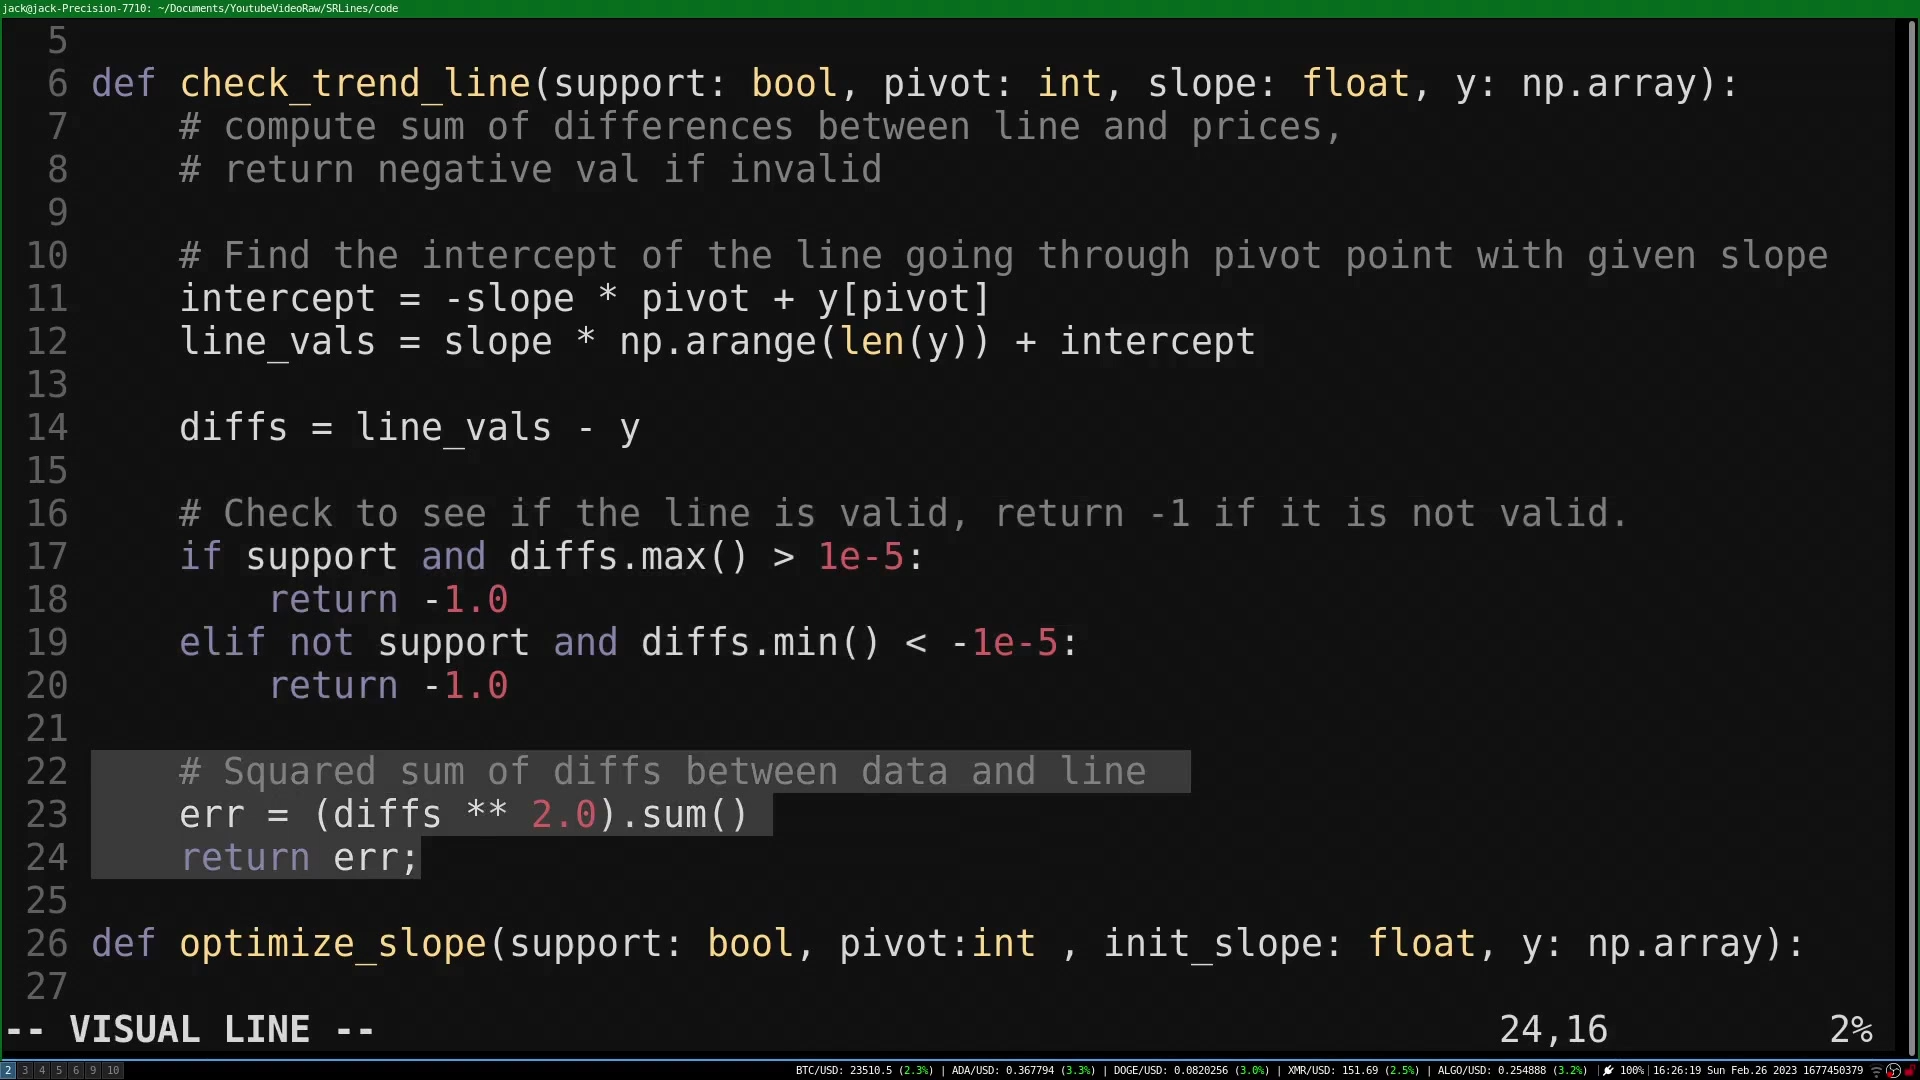 jack@jack-Precision-7710: ~/Documents/YoutubeVideoRaw/SRLines/code
5
6 def check_trend_line(support: bool, pivot: int, slope: float, y: np.array):
7     # compute sum of differences between line and prices,
8     # return negative val if invalid
9
10     # Find the intercept of the line going through pivot point with given slope
11     intercept = -slope * pivot + y[pivot]
12     line_vals = slope * np.arange(len(y)) + intercept
13
14     diffs = line_vals - y
15
16     # Check to see if the line is valid, return -1 if it is not valid.
17     if support and diffs.max() > 1e-5:
18         return -1.0
19     elif not support and diffs.min() < -1e-5:
20         return -1.0
21
22     # Squared sum of diffs between data and line
23     err = (diffs ** 2.0).sum()
24     return err;
25
26 def optimize_slope(support: bool, pivot:int , init_slope: float, y: np.array):
27
-- VISUAL LINE -- 24,16 2%
2 3 4 5 6 9 10 BTC/USD: 23510.5 (2.3%) | ADA/USD: 0.367794 (3.3%) | DOGE/USD: 0.0820256 (3.0%) | XMR/USD: 151.69 (2.5%) | ALGO/USD: 0.254888 (3.2%) | 100% | 16:26:19 Sun Feb.26 2023 1677450379